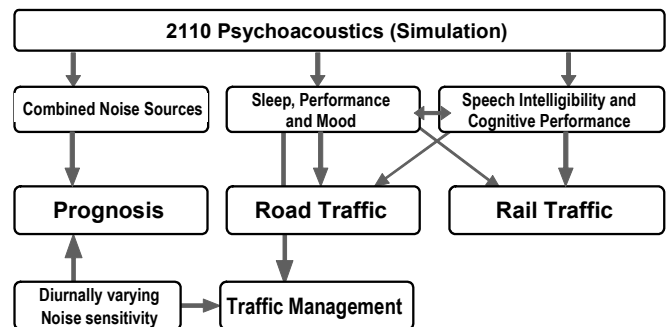 2110 Psychoacoustics (Simulation)
Combined Noise Sources
Sleep, Performance
and Mood
Speech Intelligibility and
Cognitive Performance
Prognosis
Road Traffic
Rail Traffic
Diurnally varying
Noise sensitivity
Traffic Management